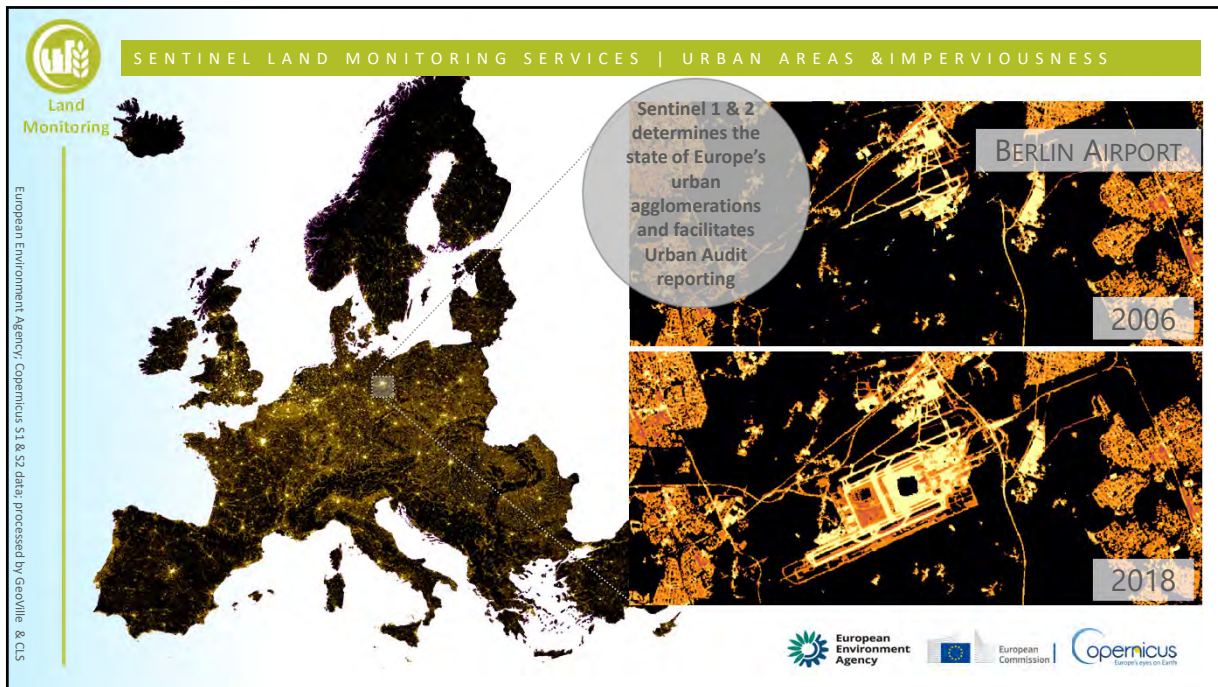 SENTINEL LAND MONITORING SERVICES | URBAN AREAS &IMPERVIOUSNESS
Land
Monitoring
European Environment Agency; Copernicus S1 & S2 data; processed by GeoVille & CLS
Sentinel 1 & 2
determines the
state of Europe's
urban
agglomerations
and facilitates
Urban Audit
reporting
BERLIN AIRPORT
2006
2018
European
Environment
Agency
European
Commission
Copernicus
Europe's eyes on Earth